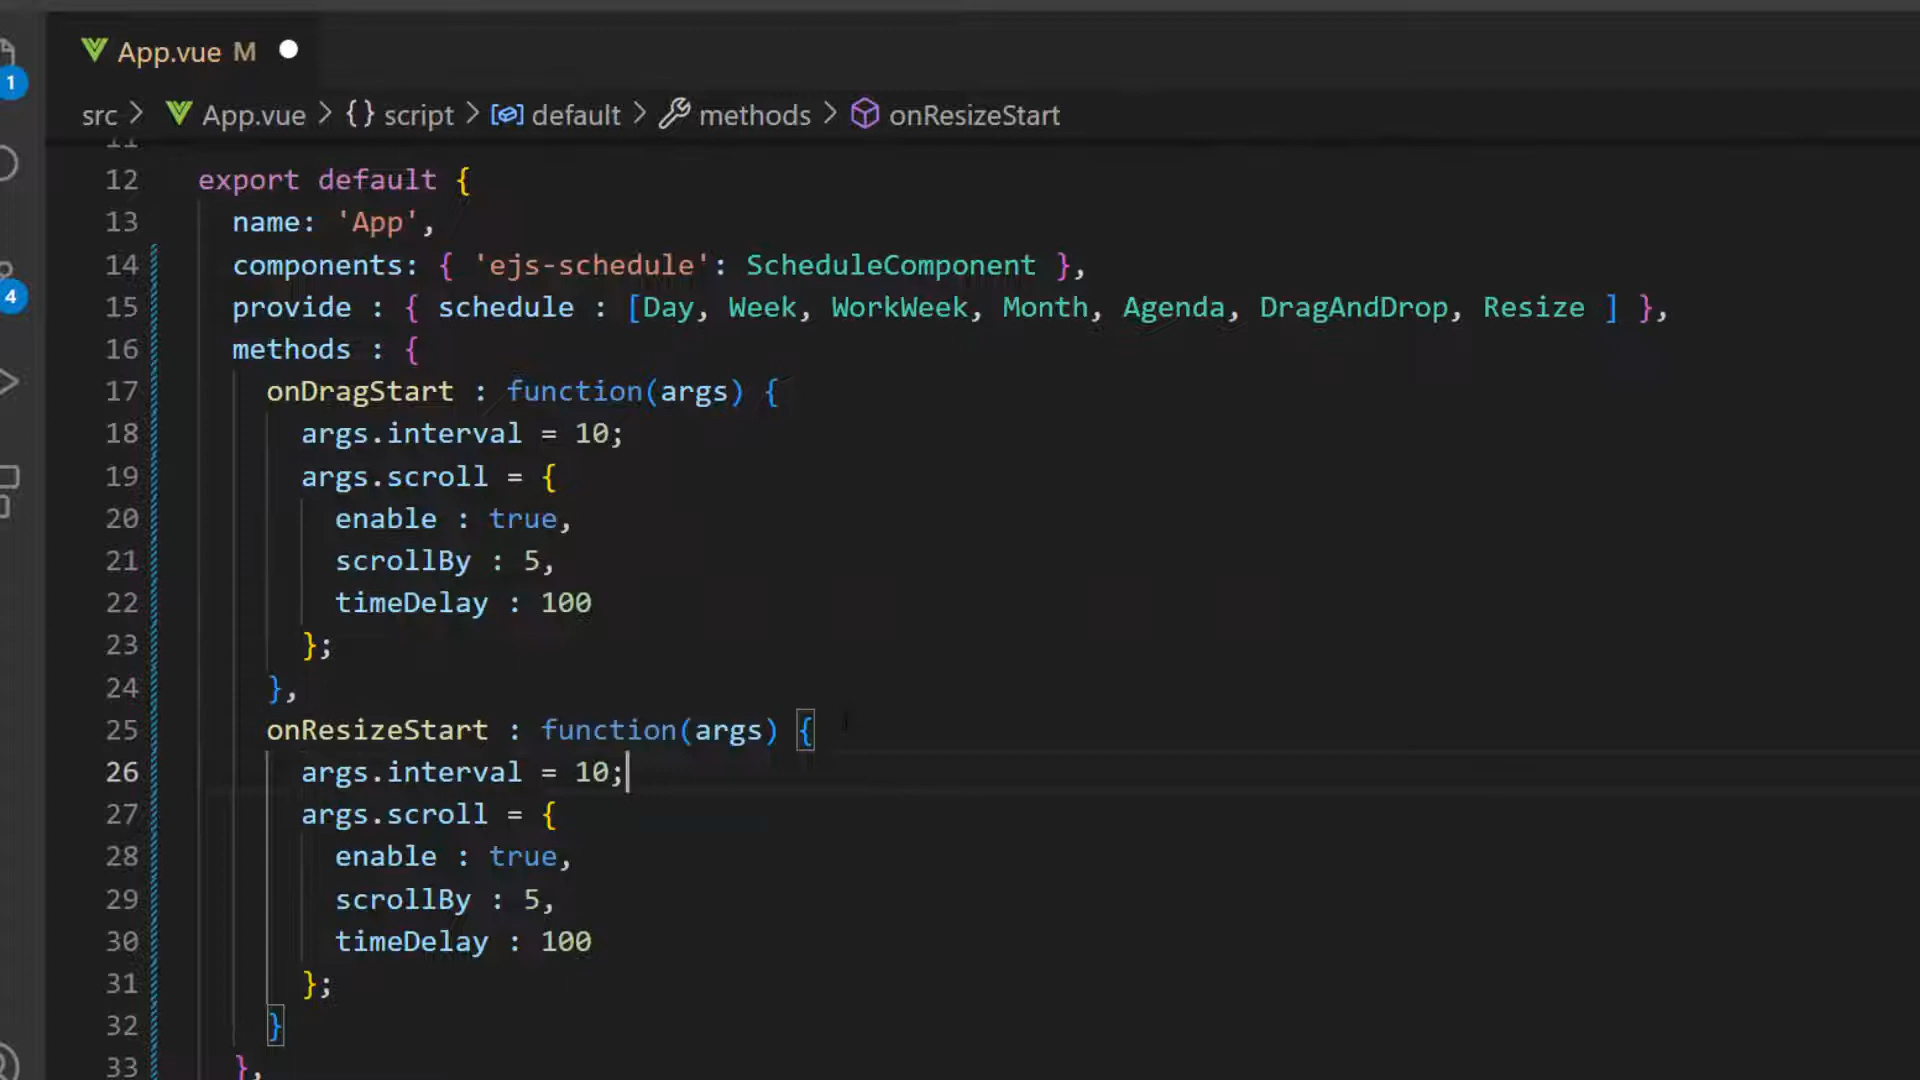 App.vue M
1
src > App.vue > {} script > default > methods > onResizeStart
11
12 export default {
13 name: 'App',
14 components: { 'ejs-schedule': ScheduleComponent },
4
15 provide : { schedule : [Day, Week, WorkWeek, Month, Agenda, DragAndDrop, Resize ] },
16 methods : {
17 onDragStart : function(args) {
18 args.interval = 10;
19 args.scroll = {
20 enable : true,
21 scrollBy : 5,
22 timeDelay : 100
23 };
24 },
25 onResizeStart : function(args) {
26 args.interval = 10;
27 args.scroll = {
28 enable : true,
29 scrollBy : 5,
30 timeDelay : 100
31 };
32 }
33 },